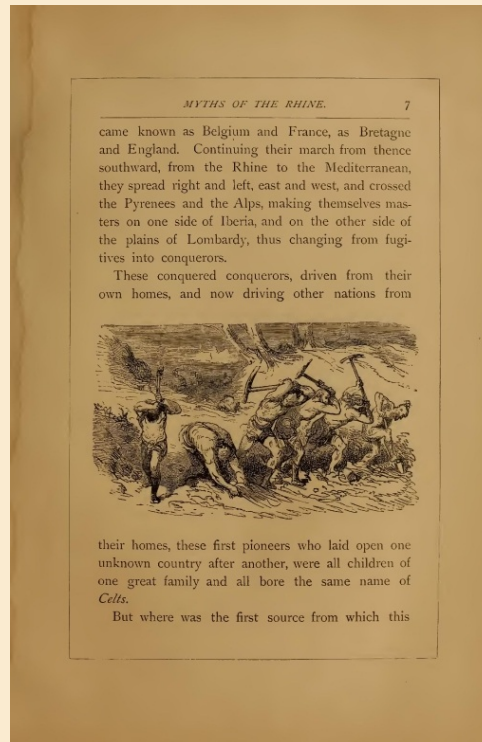 MYTHS OF THE RHINE. 7
came known as Belgium and France, as Bretagne
and England. Continuing their march from thence
southward, from the Rhine to the Mediterranean,
they spread right and left, east and west, and crossed
the Pyrenees and the Alps, making themselves mas-
ters on one side of Iberia, and on the other side of
the plains of Lombardy, thus changing from fugi-
tives into conquerors.
These conquered conquerors, driven from their
own homes, and now driving other nations from
their homes, these first pioneers who laid open one
unknown country after another, were all children of
one great family and all bore the same name of
Celts.
But where was the first source from which this